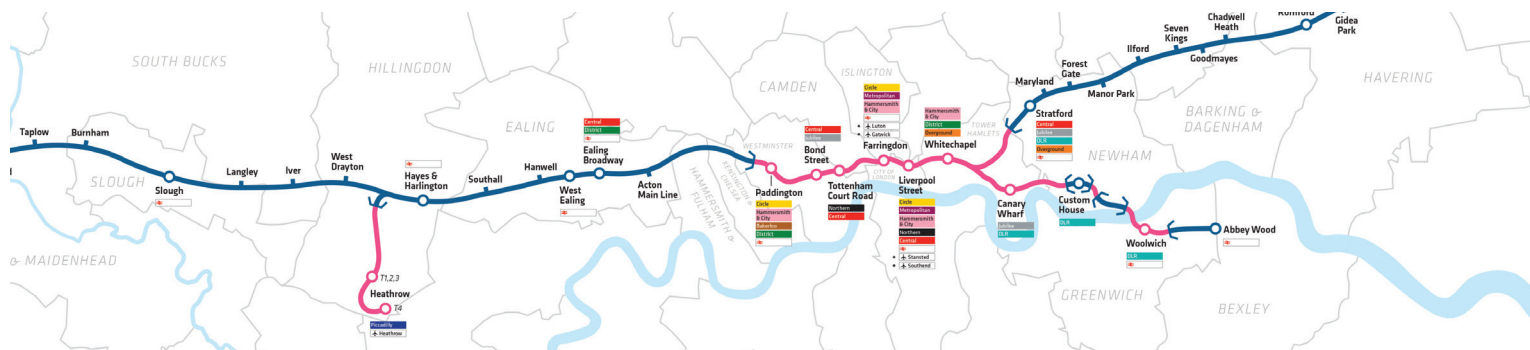 SOUTH BUCKS
HILLINGDON
EALING
CAMDEN
ISLINGTON
WESTMINSTER
KENSINGTON &
CHELSEA
HAMMERSMITH &
FULHAM
CITY OF
LONDON
TOWER
HAMLETS
NEWHAM
BARKING &
DAGENHAM
HAVERING
GREENWICH
BEXLEY
SLOUGH
& MAIDENHEAD
Taplow
Burnham
Slough
Langley
Iver
West
Drayton
Hayes &
Harlington
Southall
Hanwell
West
Ealing
Ealing
Broadway
Central
District
Acton
Main Line
T1,2,3
Heathrow
T4
Piccadilly
Heathrow
Paddington
Circle
Hammersmith
& City
Bakerloo
District
Bond
Street
Central
Jubilee
Tottenham
Court Road
Northern
Central
Farringdon
Circle
Metropolitan
Hammersmith
& City
Luton
Gatwick
Liverpool
Street
Circle
Metropolitan
Hammersmith
& City
Northern
Central
Stansted
Southend
Whitechapel
Hammersmith
& City
District
Overground
Stratford
Central
Jubilee
DLR
Overground
Maryland
Forest
Gate
Manor Park
Ilford
Seven
Kings
Goodmayes
Chadwell
Heath
Romford
Gidea
Park
Canary
Wharf
Jubilee
DLR
Custom
House
DLR
Woolwich
DLR
Abbey Wood